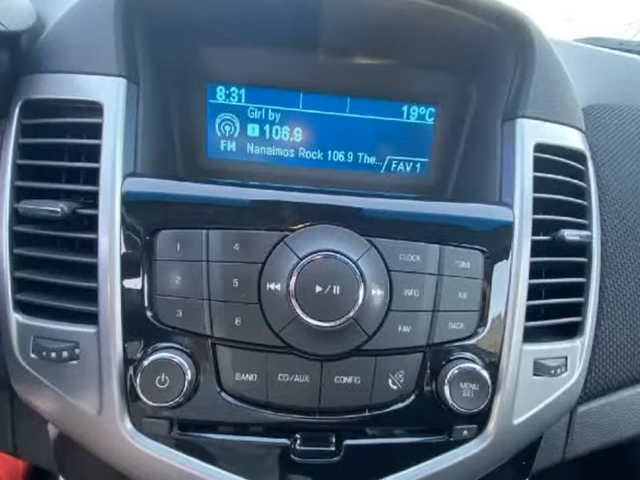 8:31
19°C
Girl by
1 106.9
FM
Nanaimos Rock 106.9 The...
FAV 1
1
4
CLOCK
TONE
2
5
INFO
3
6
FAV
BACK
BAND
CD/AUX
CONFIG
MENU
SEL